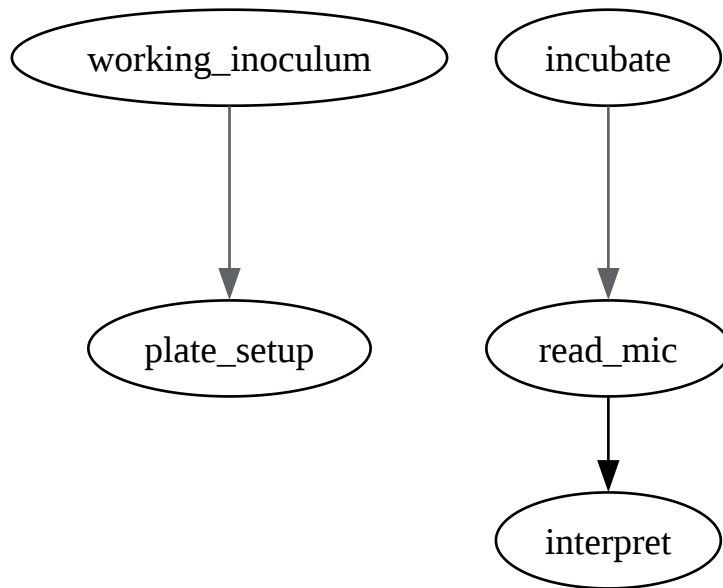 working_inoculum
incubate
plate_setup
read_mic
interpret